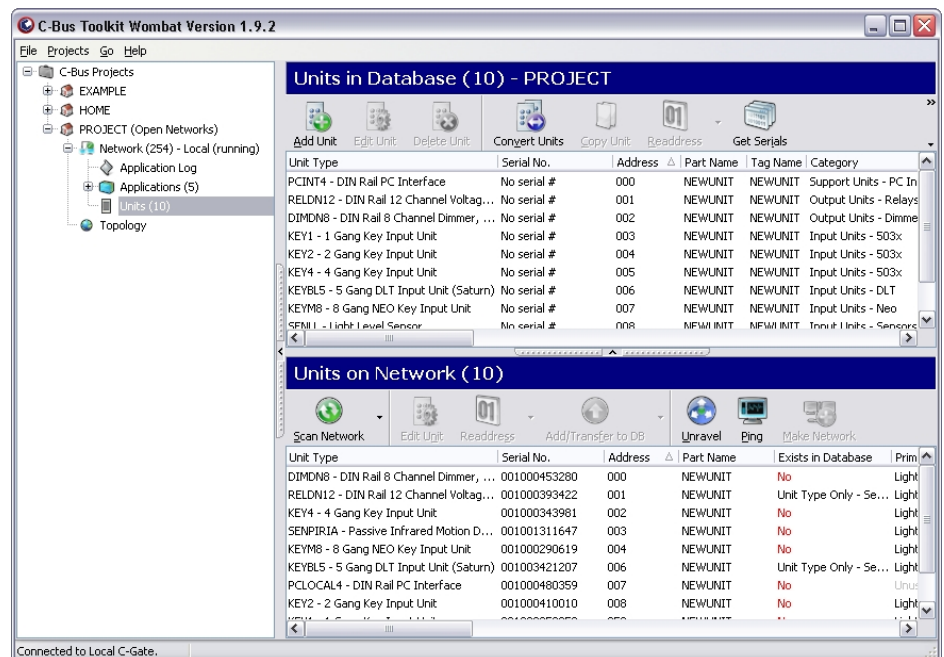 C-Bus Toolkit Wombat Version 1.9.2
File Projects Go Help
C-Bus Projects
EXAMPLE
HOME
PROJECT (Open Networks)
Network (254) - Local (running)
Application Log
Applications (5)
Units (10)
Topology
Units in Database (10) - PROJECT
Add Unit Edit Unit Delete Unit Convert Units Copy Unit Readdress Get Serials
Unit Type Serial No. Address Part Name Tag Name Category
PCINT4 - DIN Rail PC Interface No serial # 000 NEWUNIT NEWUNIT Support Units - PC In
RELDN12 - DIN Rail 12 Channel Voltag... No serial # 001 NEWUNIT NEWUNIT Output Units - Relays
DIMDN8 - DIN Rail 8 Channel Dimmer, ... No serial # 002 NEWUNIT NEWUNIT Output Units - Dimme
KEY1 - 1 Gang Key Input Unit No serial # 003 NEWUNIT NEWUNIT Input Units - 503x
KEY2 - 2 Gang Key Input Unit No serial # 004 NEWUNIT NEWUNIT Input Units - 503x
KEY4 - 4 Gang Key Input Unit No serial # 005 NEWUNIT NEWUNIT Input Units - 503x
KEYBL5 - 5 Gang DLT Input Unit (Saturn) No serial # 006 NEWUNIT NEWUNIT Input Units - DLT
KEYM8 - 8 Gang NEO Key Input Unit No serial # 007 NEWUNIT NEWUNIT Input Units - Neo
SENLL - Light Level Sensor No serial # 008 NEWUNIT NEWUNIT Input Units - Sensors
Units on Network (10)
Scan Network Edit Unit Readdress Add/Transfer to DB Unravel Ping Make Network
Unit Type Serial No. Address Part Name Exists in Database Prim
DIMDN8 - DIN Rail 8 Channel Dimmer, ... 001000453280 000 NEWUNIT No Light
RELDN12 - DIN Rail 12 Channel Voltag... 001000393422 001 NEWUNIT Unit Type Only - Se... Light
KEY4 - 4 Gang Key Input Unit 001000343981 002 NEWUNIT No Light
SENPIRIA - Passive Infrared Motion D... 001001311647 003 NEWUNIT No Light
KEYM8 - 8 Gang NEO Key Input Unit 001000290619 004 NEWUNIT No Light
KEYBL5 - 5 Gang DLT Input Unit (Saturn) 001003421207 006 NEWUNIT Unit Type Only - Se... Light
PCLOCAL4 - DIN Rail PC Interface 001000480359 007 NEWUNIT No Unus
KEY2 - 2 Gang Key Input Unit 001000410010 008 NEWUNIT No Light
Connected to Local C-Gate.